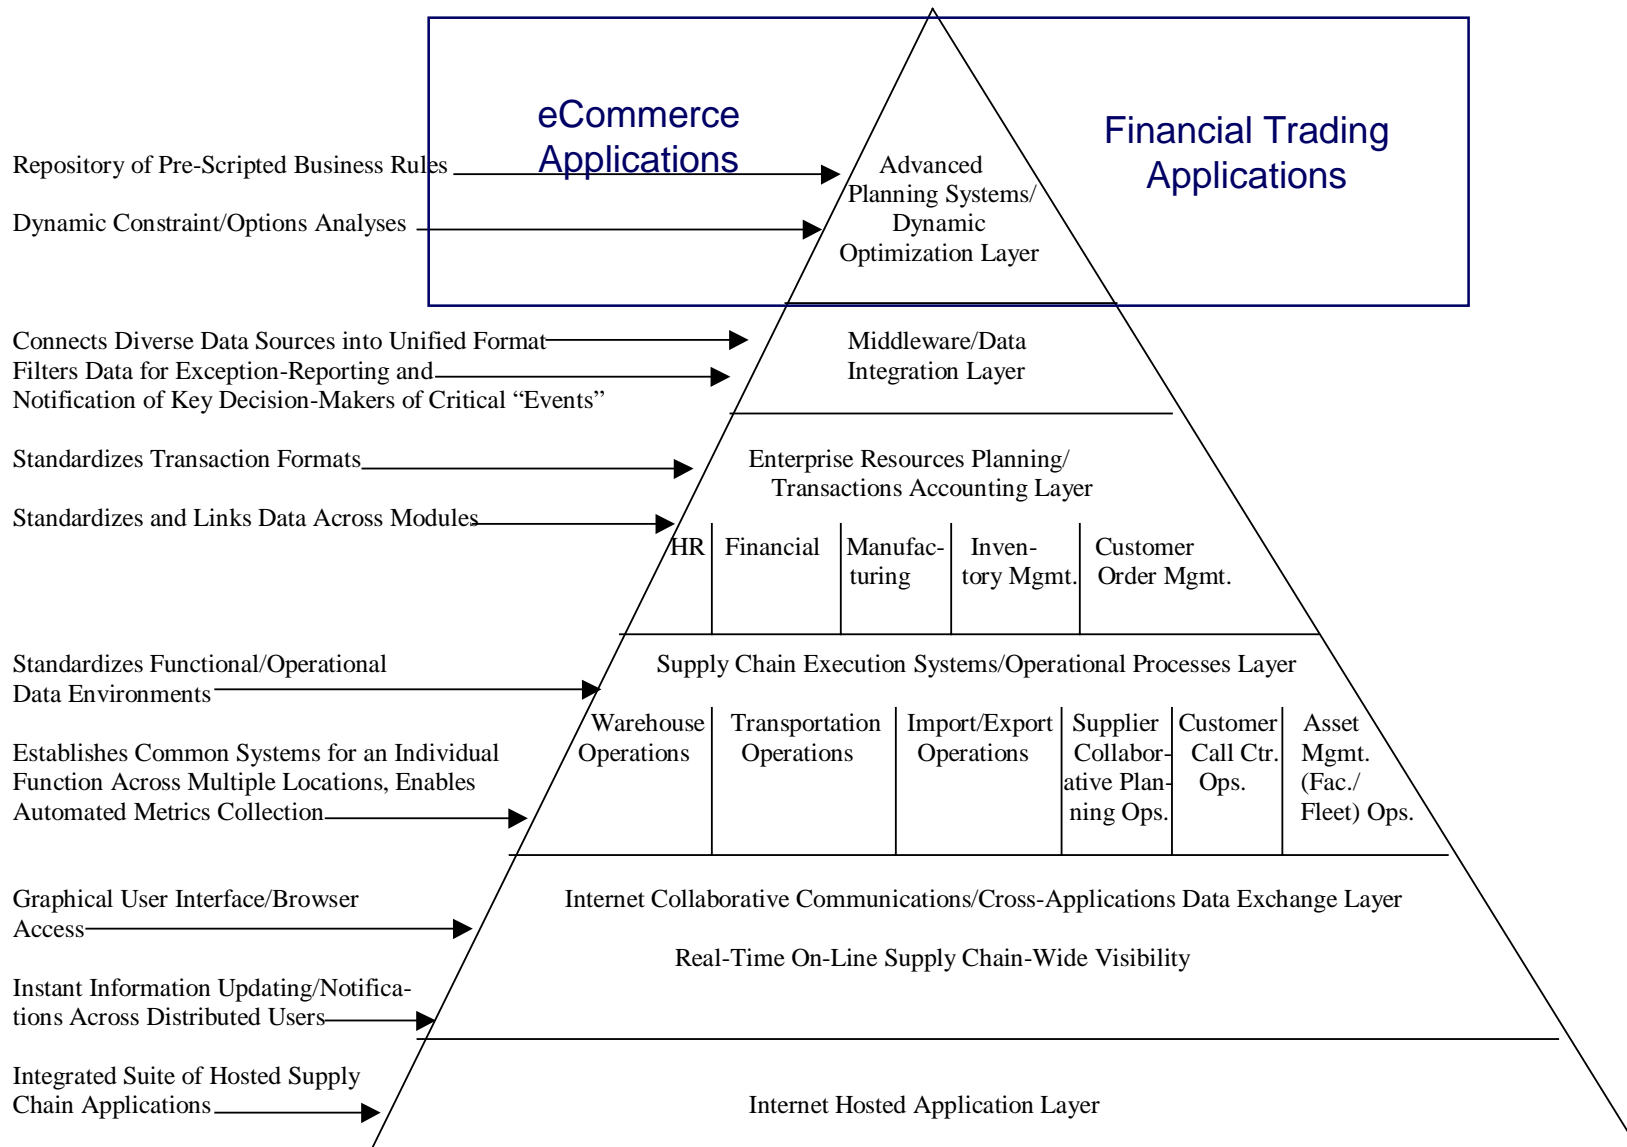 eCommerce
Applications
Financial Trading
Applications
Repository of Pre-Scripted Business Rules
Dynamic Constraint/Options Analyses
Advanced
Planning Systems/
Dynamic
Optimization Layer
Connects Diverse Data Sources into Unified Format
Filters Data for Exception-Reporting and
Notification of Key Decision-Makers of Critical “Events”
Middleware/Data
Integration Layer
Standardizes Transaction Formats
Standardizes and Links Data Across Modules
Enterprise Resources Planning/
Transactions Accounting Layer
HR
Financial
Manufac-
turing
Inven-
tory Mgmt.
Customer
Order Mgmt.
Standardizes Functional/Operational
Data Environments
Supply Chain Execution Systems/Operational Processes Layer
Establishes Common Systems for an Individual
Function Across Multiple Locations, Enables
Automated Metrics Collection
Warehouse
Operations
Transportation
Operations
Import/Export
Operations
Supplier
Collabor-
ative Plan-
ning Ops.
Customer
Call Ctr.
Ops.
Asset
Mgmt.
(Fac./
Fleet) Ops.
Graphical User Interface/Browser
Access
Internet Collaborative Communications/Cross-Applications Data Exchange Layer
Real-Time On-Line Supply Chain-Wide Visibility
Instant Information Updating/Notifica-
tions Across Distributed Users
Integrated Suite of Hosted Supply
Chain Applications
Internet Hosted Application Layer